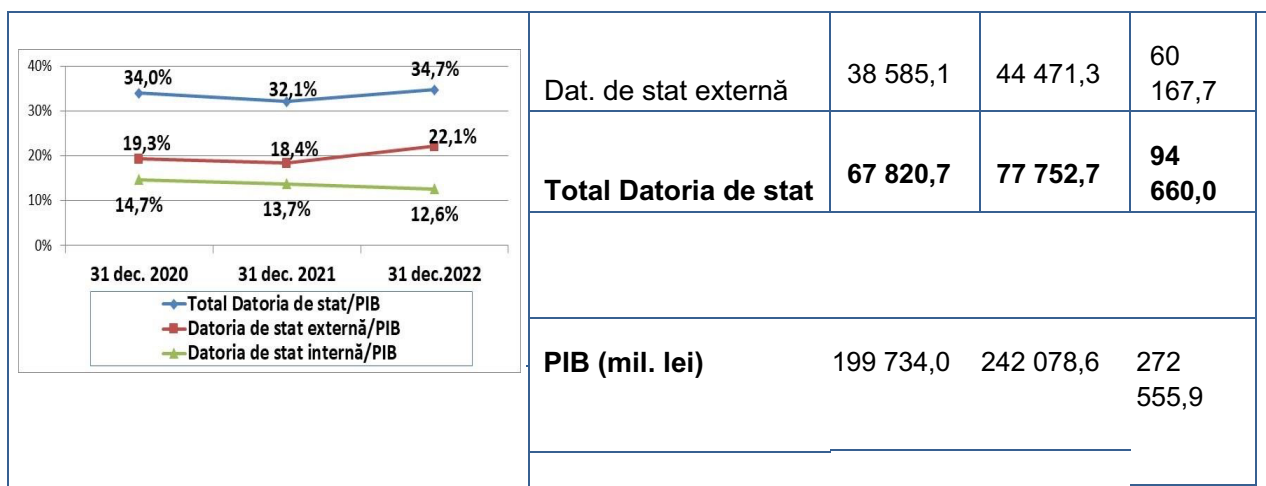 40%
30%
20%
10%
0%
34,0%
32,1%
34,7%
19,3%
18,4%
22,1%
14,7%
13,7%
12,6%
31 dec. 2020
31 dec. 2021
31 dec.2022
Total Datoria de stat/PIB
Datoria de stat externă/PIB
Datoria de stat internă/PIB
Dat. de stat externă
38 585,1
44 471,3
60
167,7
Total Datoria de stat
67 820,7
77 752,7
94
660,0
PIB (mil. lei)
199 734,0
242 078,6
272
555,9